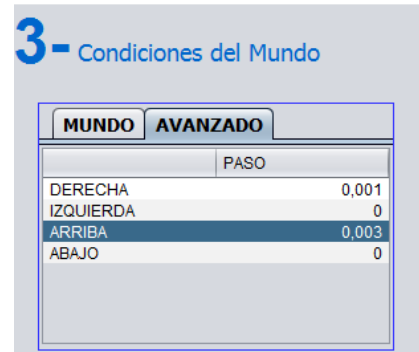 3- Condiciones del Mundo
MUNDO AVANZADO
PASO
DERECHA 0,001
IZQUIERDA 0
ARRIBA 0,003
ABAJO 0